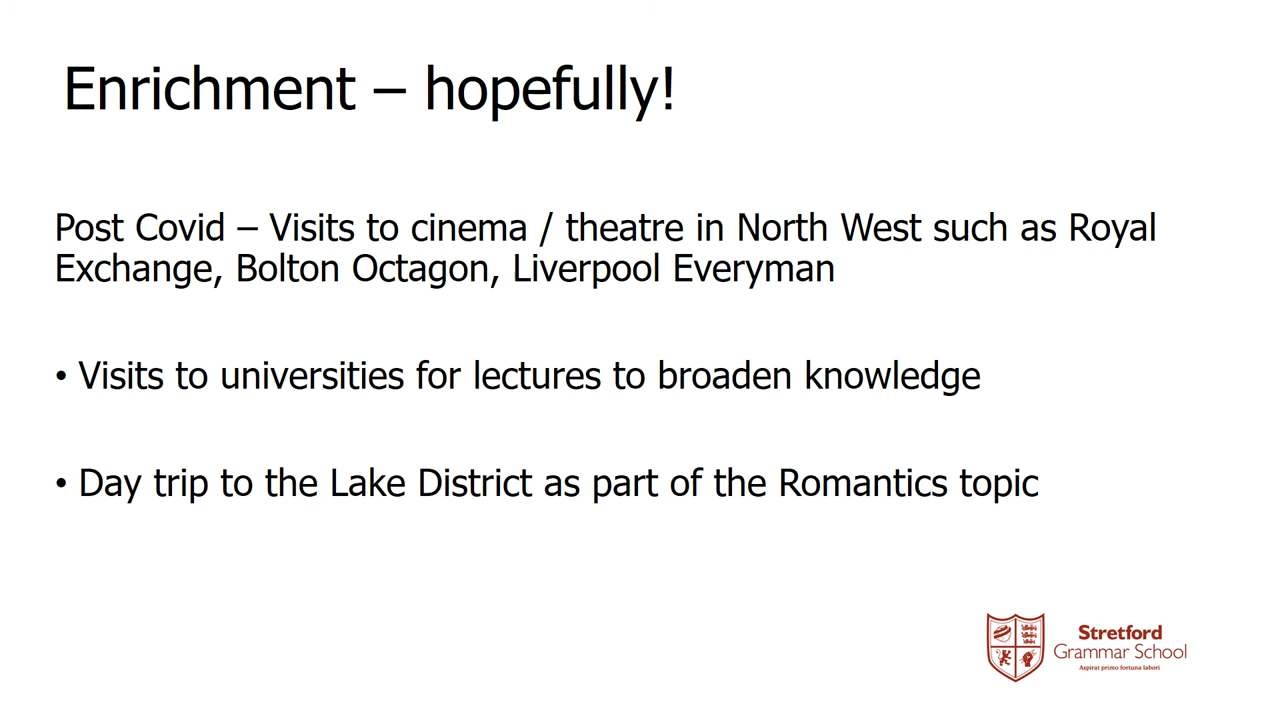 Enrichment – hopefully!
Post Covid – Visits to cinema / theatre in North West such as Royal
Exchange, Bolton Octagon, Liverpool Everyman
• Visits to universities for lectures to broaden knowledge
• Day trip to the Lake District as part of the Romantics topic
Stretford
Grammar School
Aspirat primo fortuna labori